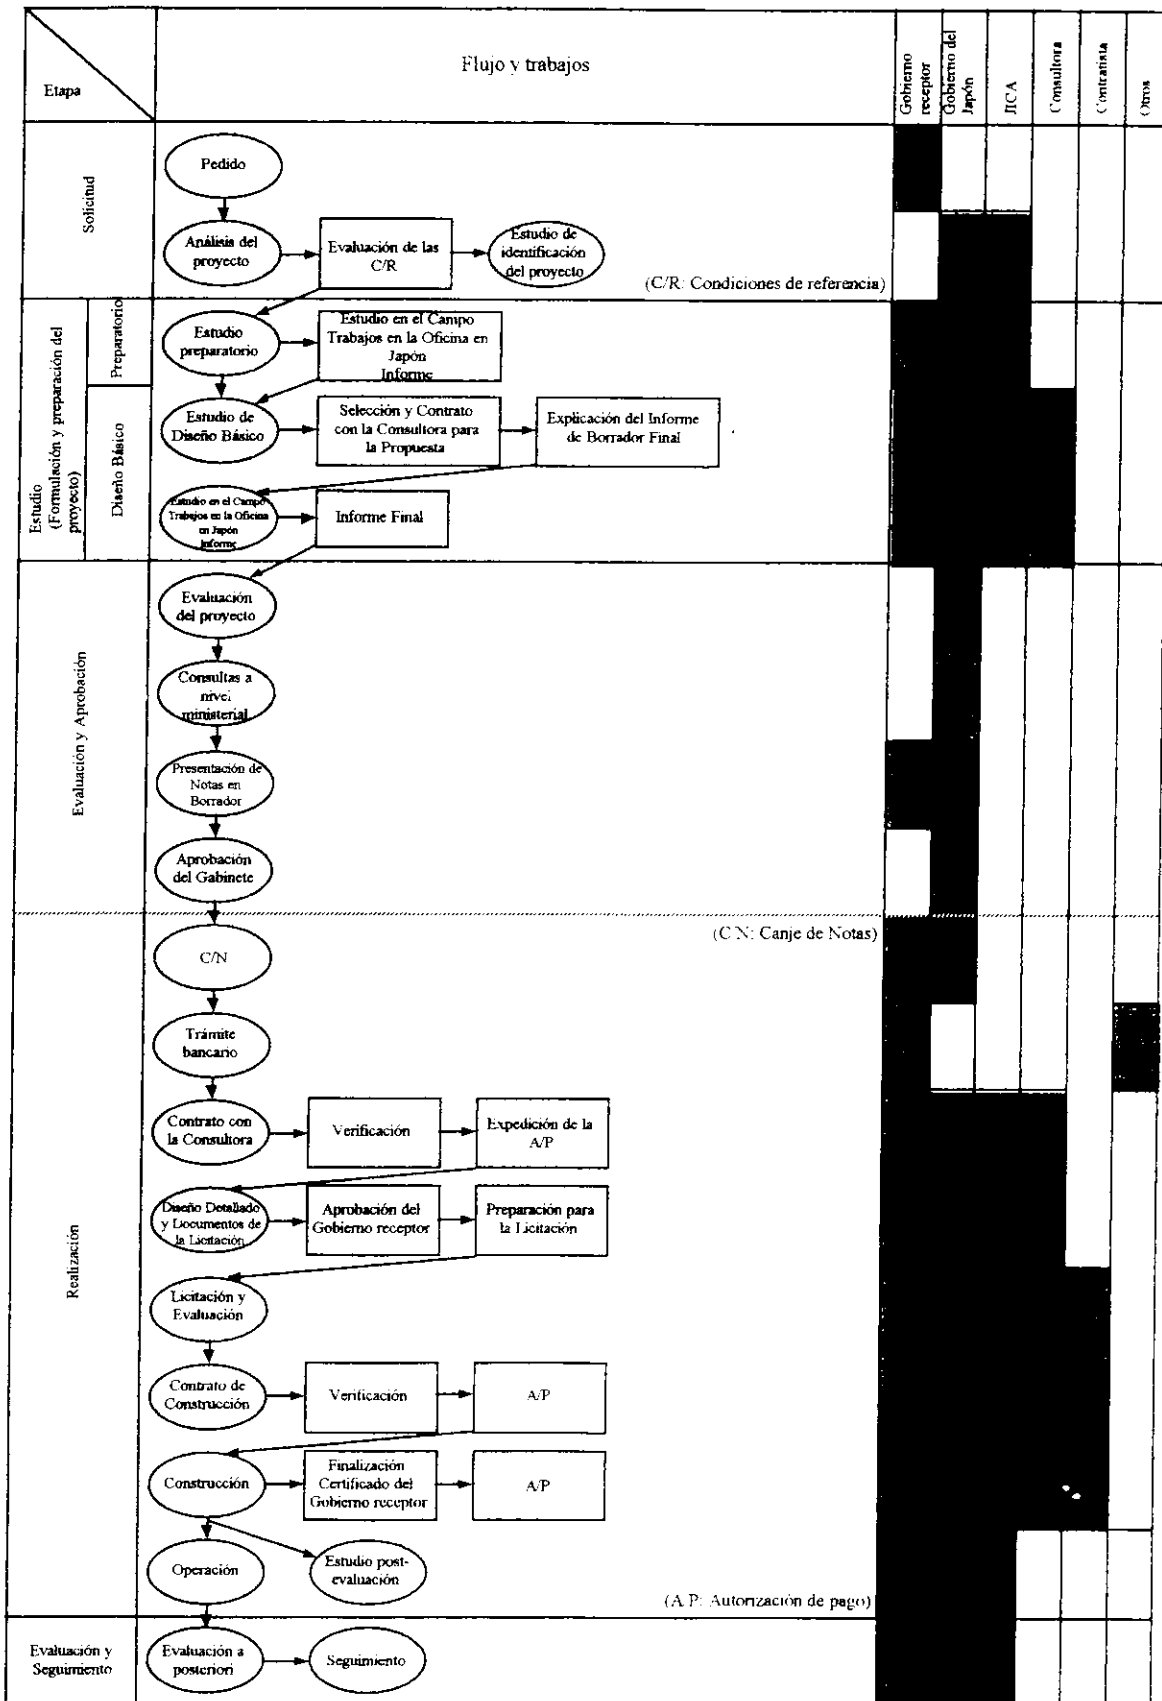 Etapa
Flujo y trabajos
Gobierno
receptor
Gobierno del
Japón
JICA
Consultora
Contratista
Otros
Solicitud
Pedido
Análisis del
proyecto
Evaluación de las
C/R
Estudio de
identificación
del proyecto
(C/R: Condiciones de referencia)
Estudio
(Formulación y preparación del
proyecto)
Preparatorio
Estudio
preparatorio
Estudio en el Campo
Trabajos en la Oficina en
Japón
Informe
Diseño Básico
Estudio de
Diseño Básico
Selección y Contrato
con la Consultora para
la Propuesta
Explicación del Informe
de Borrador Final
Estudio en el Campo
Trabajos en la Oficina
en Japón
Informe
Informe Final
Evaluación y Aprobación
Evaluación
del proyecto
Consultas a
nivel
ministerial
Presentación de
Notas en
Borrador
Aprobación
del Gabinete
Realización
C/N
(C N: Canje de Notas)
Trámite
bancario
Contrato con
la Consultora
Verificación
Expedición de la
A/P
Diseño Detallado
y Documentos de
la Licitación
Aprobación del
Gobierno receptor
Preparación para
la Licitación
Licitación y
Evaluación
Contrato de
Construcción
Verificación
A/P
Construcción
Finalización
Certificado del
Gobierno receptor
A/P
Operación
Estudio post-
evaluación
(A P: Autorización de pago)
Evaluación y
Seguimiento
Evaluación a
posteriori
Seguimiento